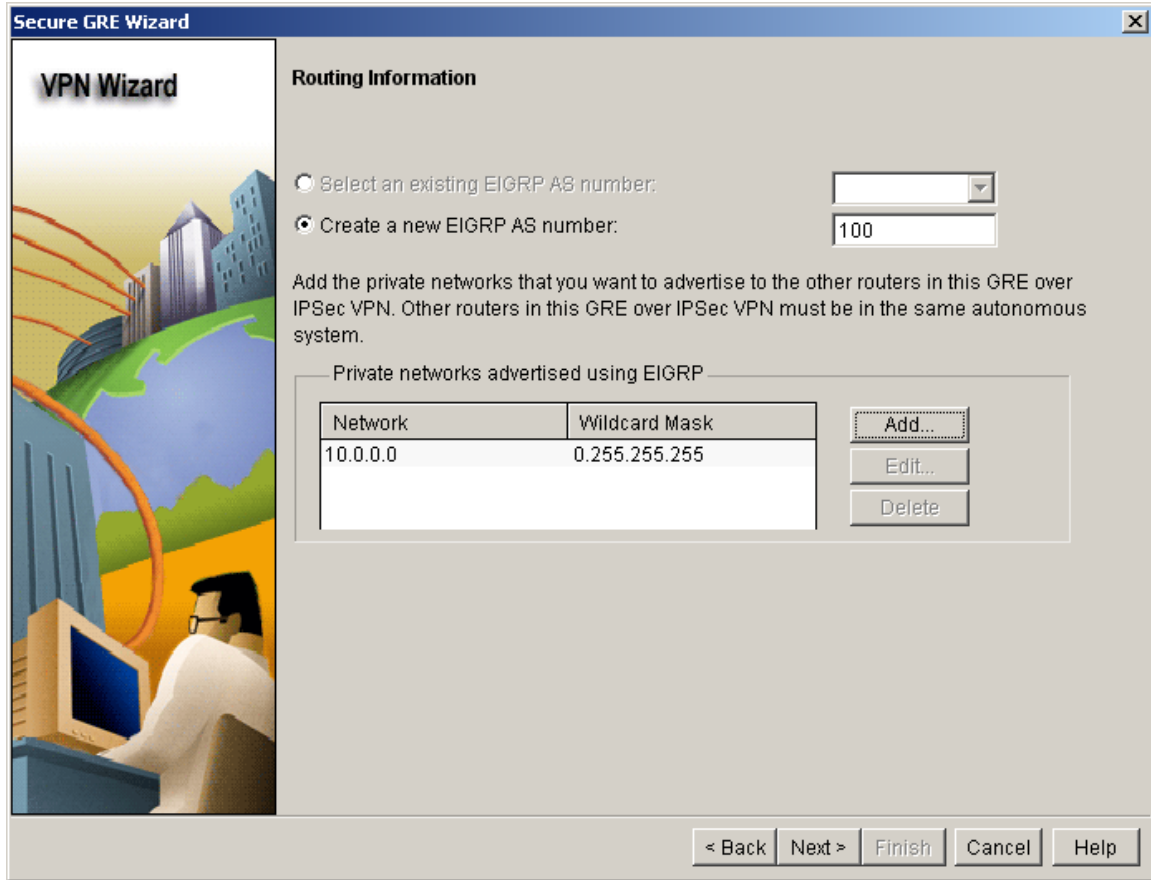 Secure GRE Wizard
VPN Wizard
Routing Information
Select an existing EIGRP AS number:
Create a new EIGRP AS number:
100
Add the private networks that you want to advertise to the other routers in this GRE over
IPSec VPN. Other routers in this GRE over IPSec VPN must be in the same autonomous
system.
Private networks advertised using EIGRP
Network Wildcard Mask
10.0.0.0 0.255.255.255
Add...
Edit...
Delete
< Back Next > Finish Cancel Help